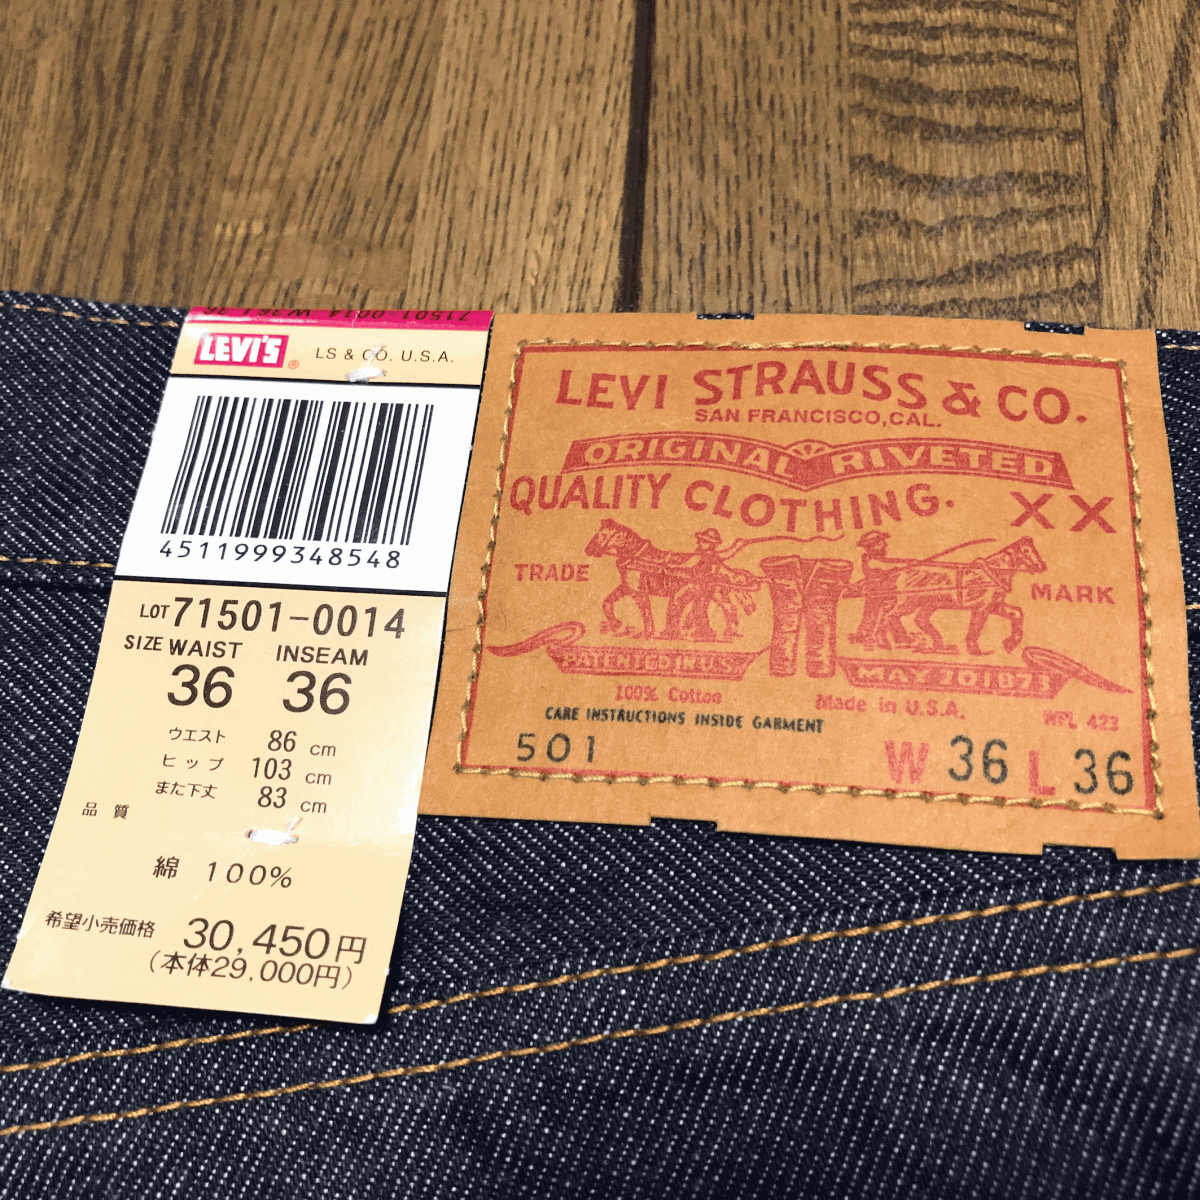 71501 0014 W 36 L 36
LEVI'S ® LS & CO. U.S.A.
4511999348548
LOT 71501-0014
SIZE WAIST INSEAM
36 36
ウエスト 86 cm
ヒップ 103 cm
また下丈 83 cm
品質
綿 100%
希望小売価格 30,450円
(本体29,000円)
LEVI STRAUSS & CO.
SAN FRANCISCO, CAL.
ORIGINAL RIVETED
QUALITY CLOTHING. XX
TRADE MARK
PATENTED IN U.S. MAY 20 1873
100% Cotton Made in U.S.A. WPL 423
CARE INSTRUCTIONS INSIDE GARMENT
501 W 36 L 36